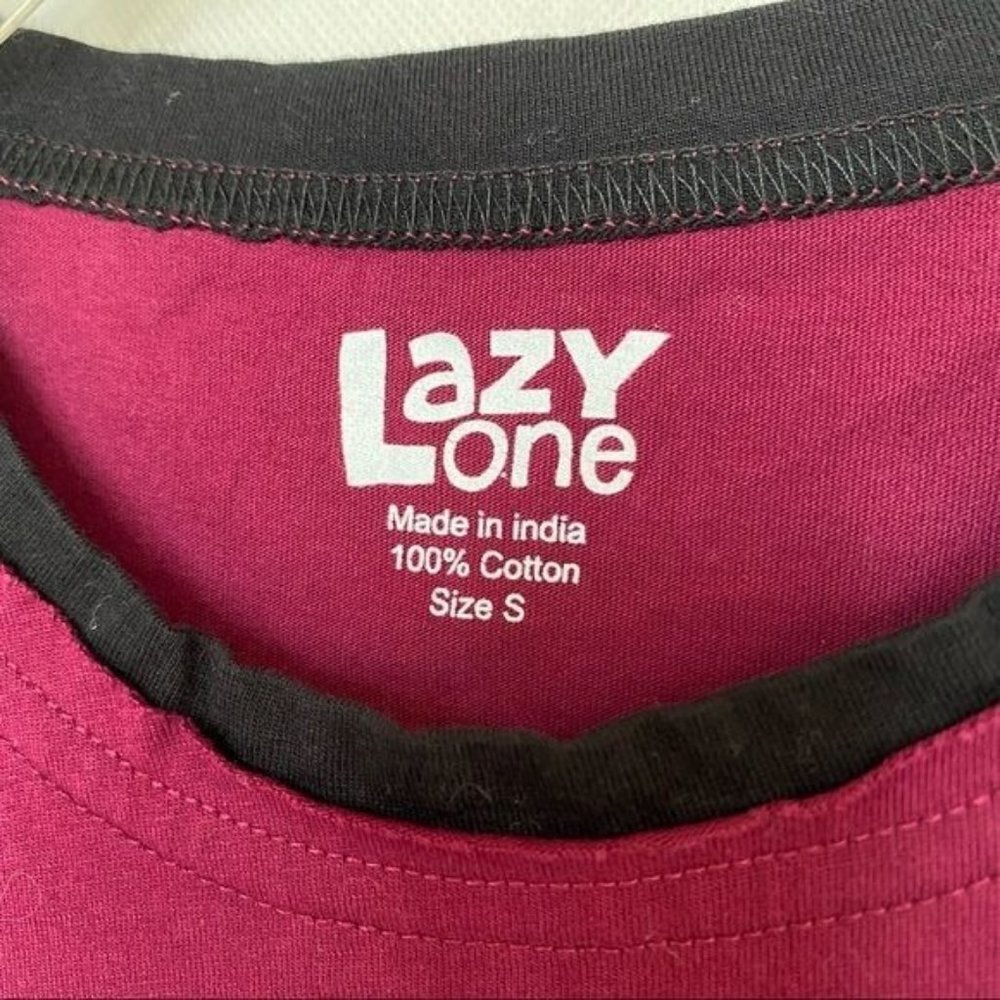 Lazy
one
Made in india
100% Cotton
Size S